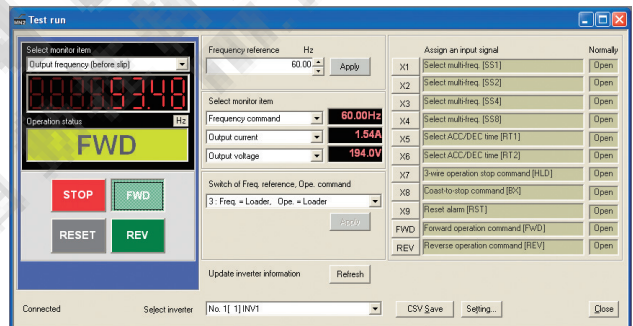 Test run
Select monitor item
Output frequency (before slip)
53.48
Operation status Hz
FWD
STOP FWD
RESET REV
Frequency reference Hz
60.00 Apply
Select monitor item
Frequency command 60.00Hz
Output current 1.54A
Output voltage 194.0V
Switch of Freq. reference, Ope. command
3 : Freq. = Loader, Ope. = Loader
Apply
Update inverter information Refresh
Assign an input signal Normally
X1 Select multi-freq. [SS1] Open
X2 Select multi-freq. [SS2] Open
X3 Select multi-freq. [SS4] Open
X4 Select multi-freq. [SS8] Open
X5 Select ACC/DEC time [RT1] Open
X6 Select ACC/DEC time [RT2] Open
X7 3-wire operation stop command [HLD] Open
X8 Coast-to-stop command [BX] Open
X9 Reset alarm [RST] Open
FWD Forward operation command [FWD] Open
REV Reverse operation command [REV] Open
Connected Select inverter No. 1[ 1] INV1 CSV Save Setting... Close